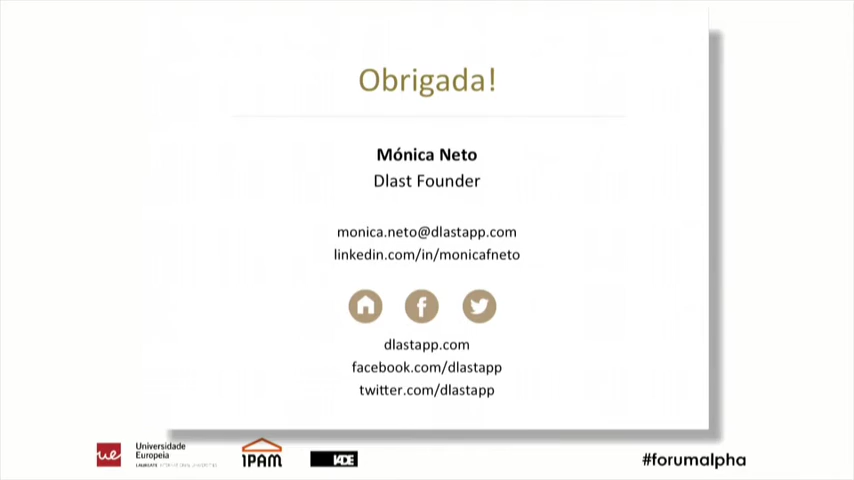 Obrigada!
Mónica Neto
Dlast Founder
monica.neto@dlastapp.com
linkedin.com/in/monicafneto
dlastapp.com
facebook.com/dlastapp
twitter.com/dlastapp
ue
Universidade
Europeia
IPAM
IADE
#forumalpha